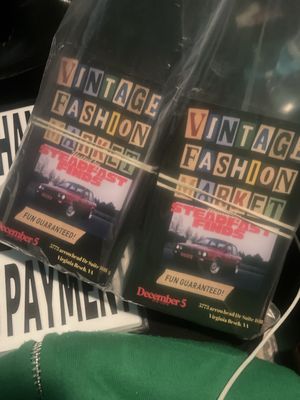 VINTAGE
FASHION
MARKET
STEADFAST
FINDS
FUN GUARANTEED!
December 5
Virginia Beach, VA
VINTAGE
FASHION
MARKET
STEADFAST
FINDS
FUN GUARANTEED!
December 5
Virginia Beach, VA
PAYMEN